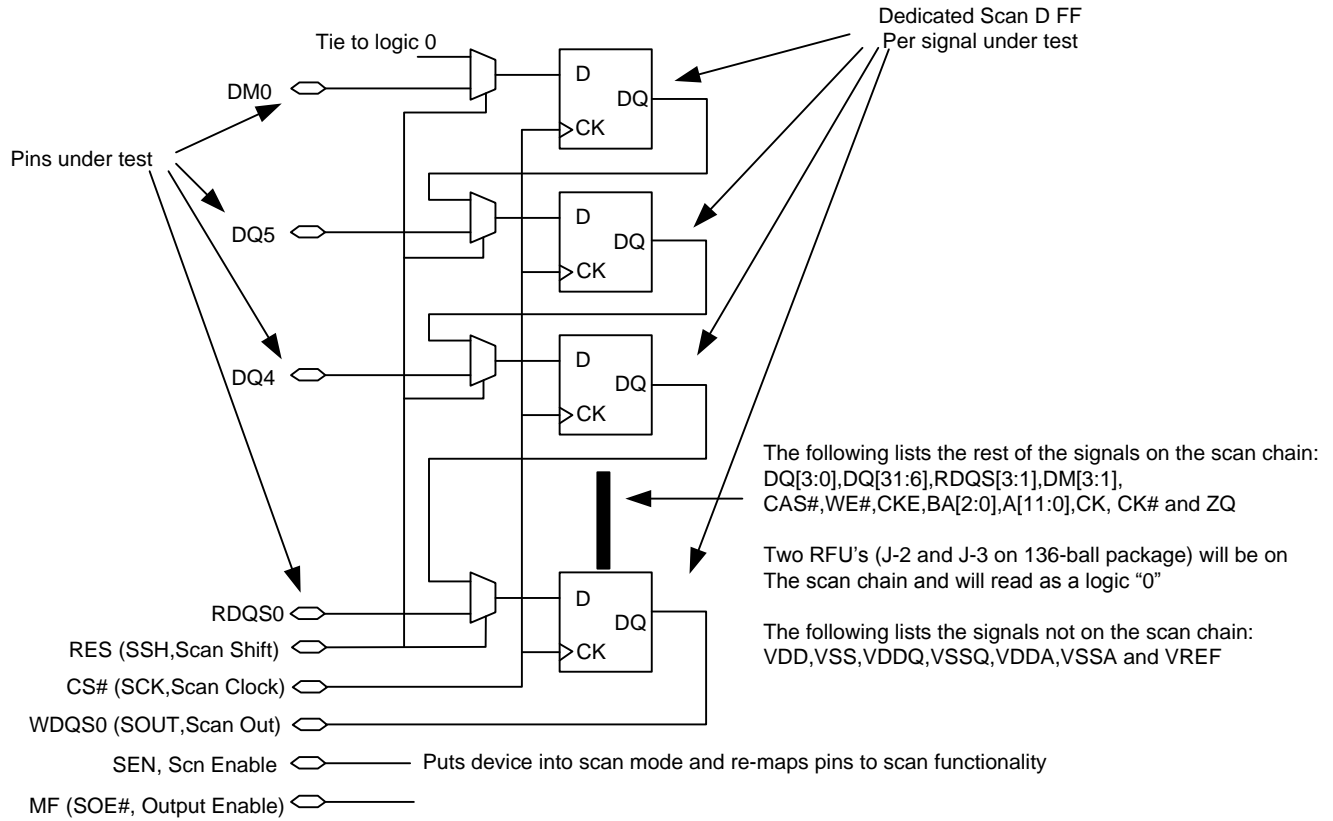 Dedicated Scan D FF
Per signal under test
Tie to logic 0
D
DQ
CK
DM0
Pins under test
D
DQ
CK
DQ5
D
DQ
CK
DQ4
The following lists the rest of the signals on the scan chain:
DQ[3:0],DQ[31:6],RDQS[3:1],DM[3:1],
CAS#,WE#,CKE,BA[2:0],A[11:0],CK, CK# and ZQ
Two RFU's (J-2 and J-3 on 136-ball package) will be on
The scan chain and will read as a logic “0”
The following lists the signals not on the scan chain:
VDD,VSS,VDDQ,VSSQ,VDDA,VSSA and VREF
D
DQ
CK
RDQS0
RES (SSH,Scan Shift)
CS# (SCK,Scan Clock)
WDQS0 (SOUT,Scan Out)
SEN, Scn Enable
Puts device into scan mode and re-maps pins to scan functionality
MF (SOE#, Output Enable)